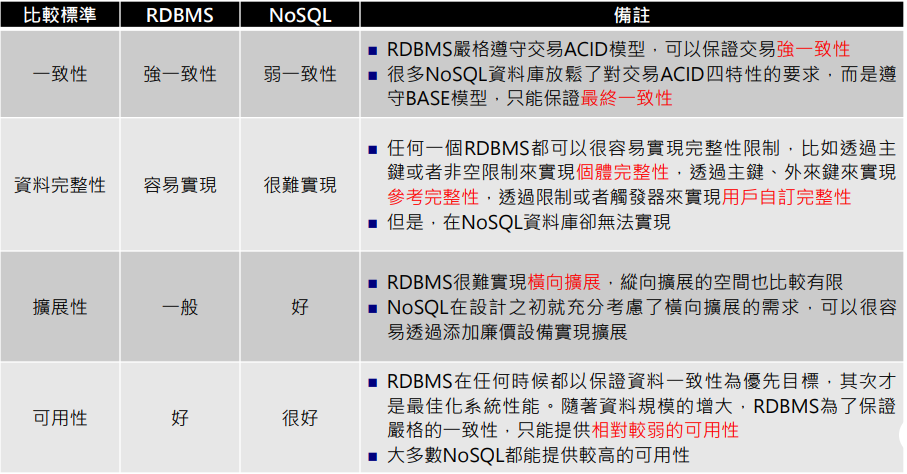 比較標準 RDBMS NoSQL 備註
一致性 強一致性 弱一致性
■ RDBMS嚴格遵守交易ACID模型，可以保證交易強一致性
■ 很多NoSQL資料庫放鬆了對交易ACID四特性的要求，而是遵
守BASE模型，只能保證最終一致性
資料完整性 容易實現 很難實現
■ 任何一個RDBMS都可以很容易實現完整性限制，比如透過主
鍵或者非空限制來實現個體完整性，透過主鍵、外來鍵來實現
參考完整性，透過限制或者觸發器來實現用戶自訂完整性
■ 但是，在NoSQL資料庫卻無法實現
擴展性 一般 好
■ RDBMS很難實現橫向擴展，縱向擴展的空間也比較有限
■ NoSQL在設計之初就充分考慮了橫向擴展的需求，可以很容
易透過添加廉價設備實現擴展
可用性 好 很好
■ RDBMS在任何時候都以保證資料一致性為優先目標，其次才
是最佳化系統性能。隨著資料規模的增大，RDBMS為了保證
嚴格的一致性，只能提供相對較弱的可用性
■ 大多數NoSQL都能提供較高的可用性